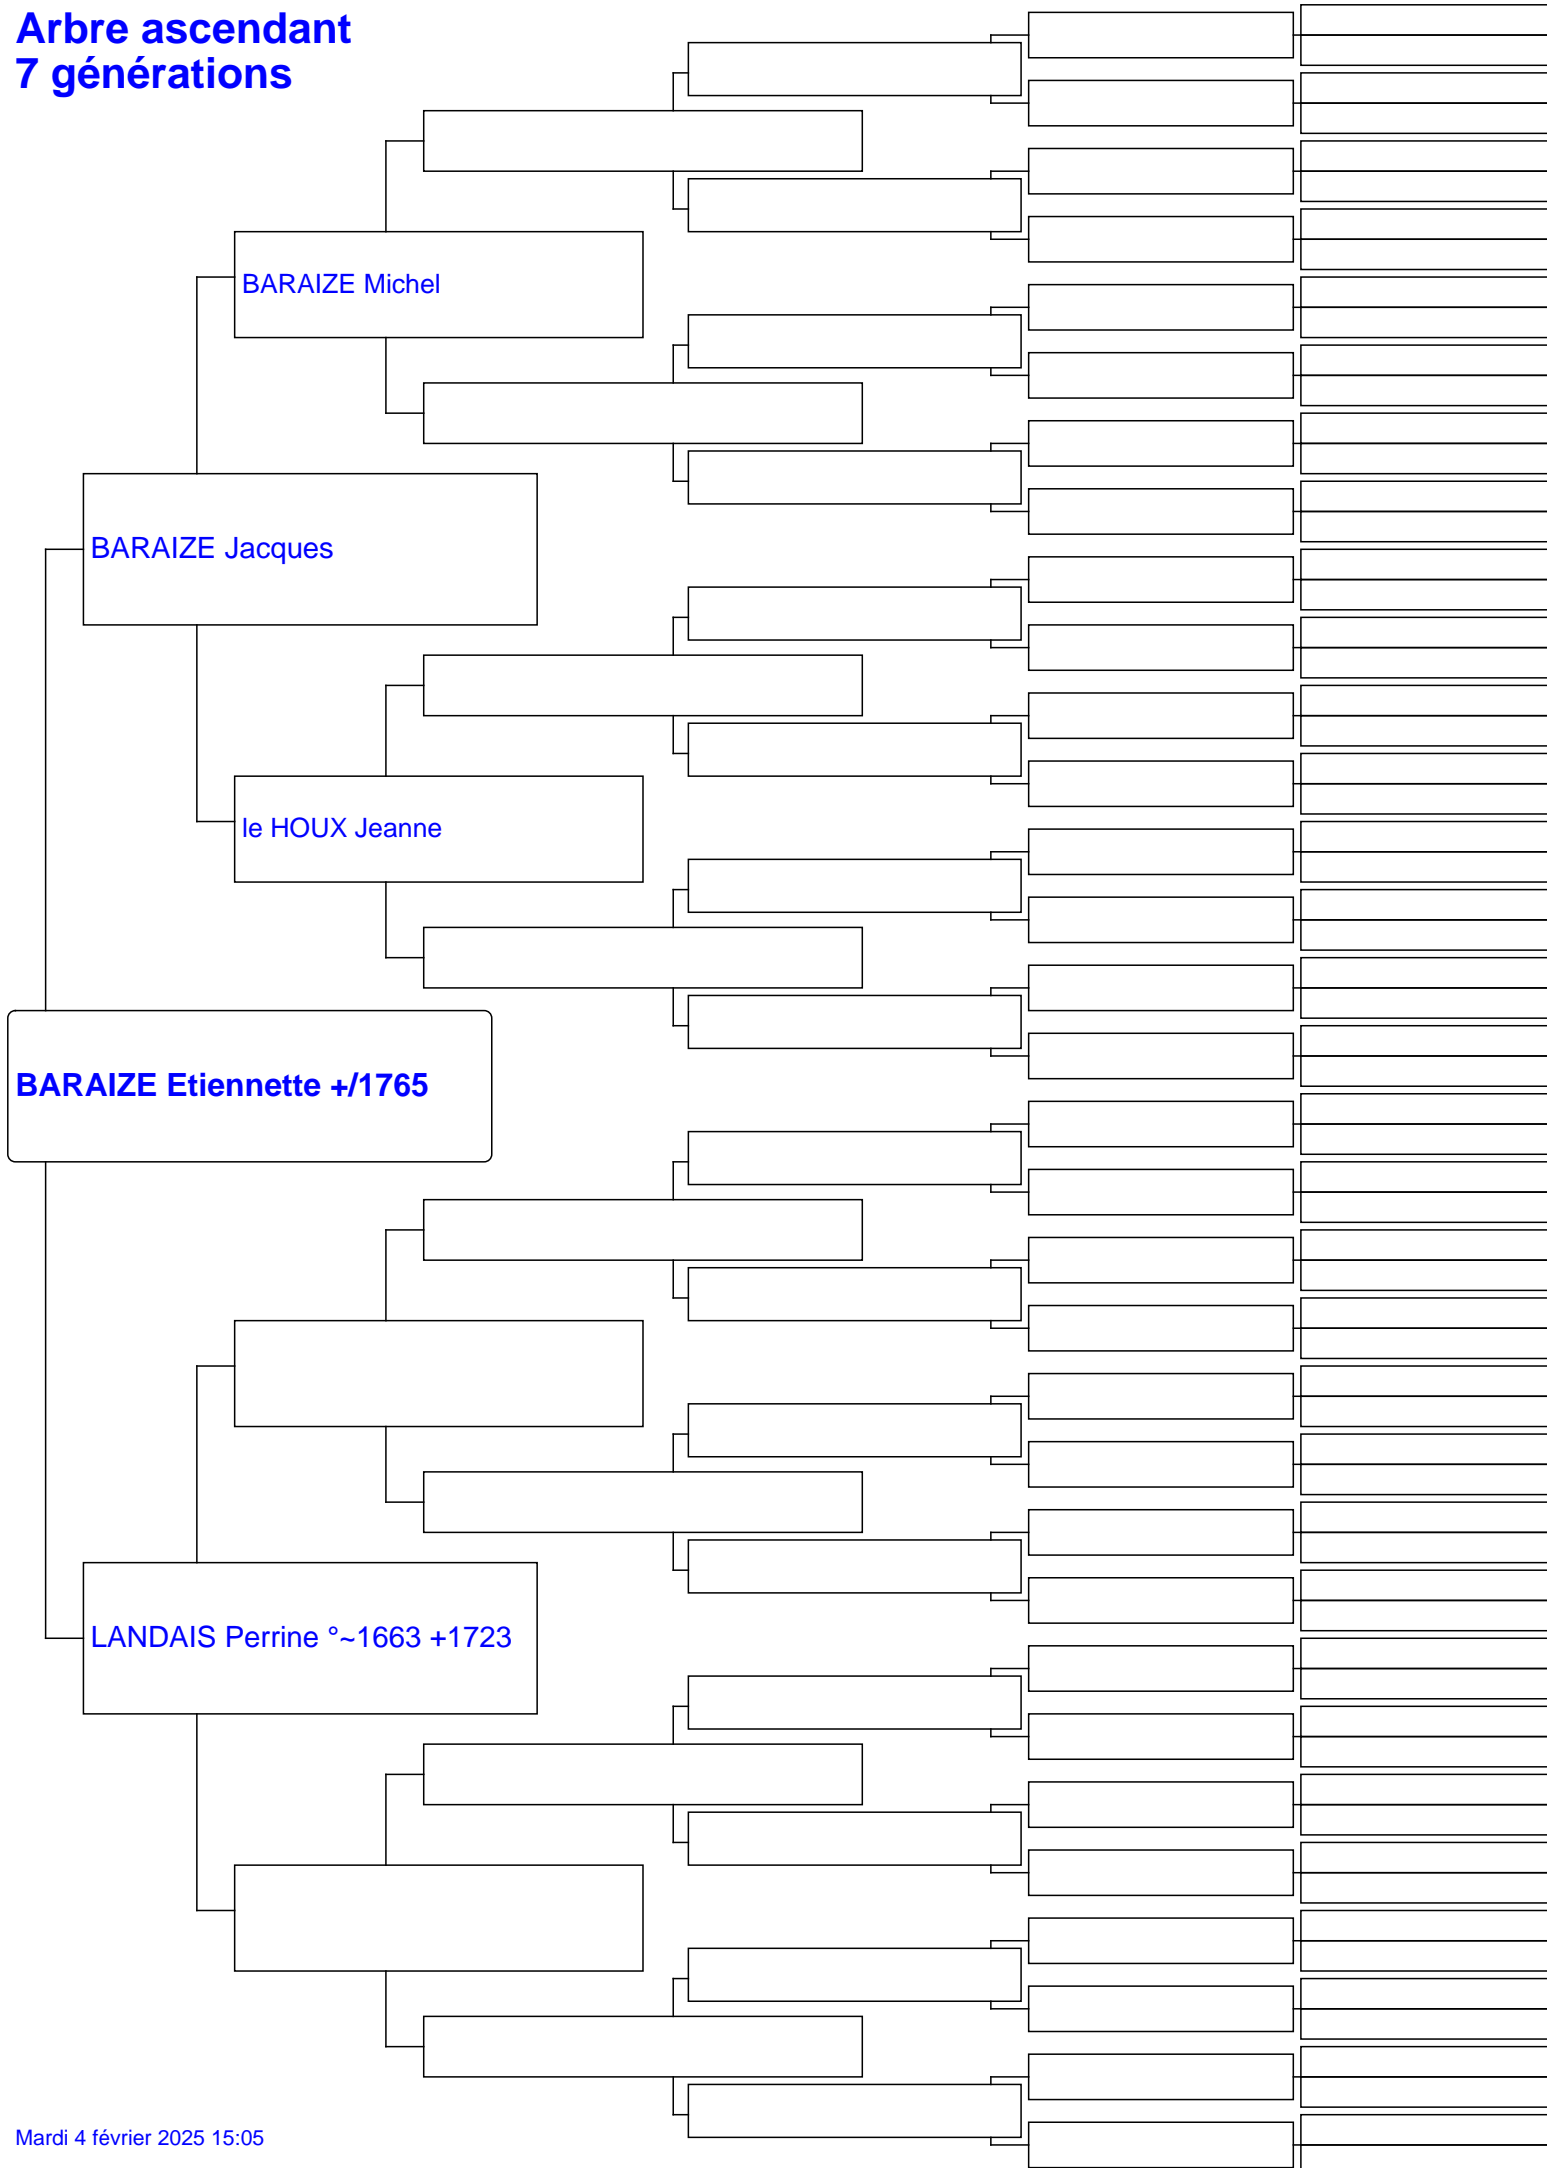 Arbre ascendant
7 générations
BARAIZE Michel
BARAIZE Jacques
le HOUX Jeanne
BARAIZE Etiennette +/1765
LANDAIS Perrine °~1663 +1723
Mardi 4 février 2025 15:05